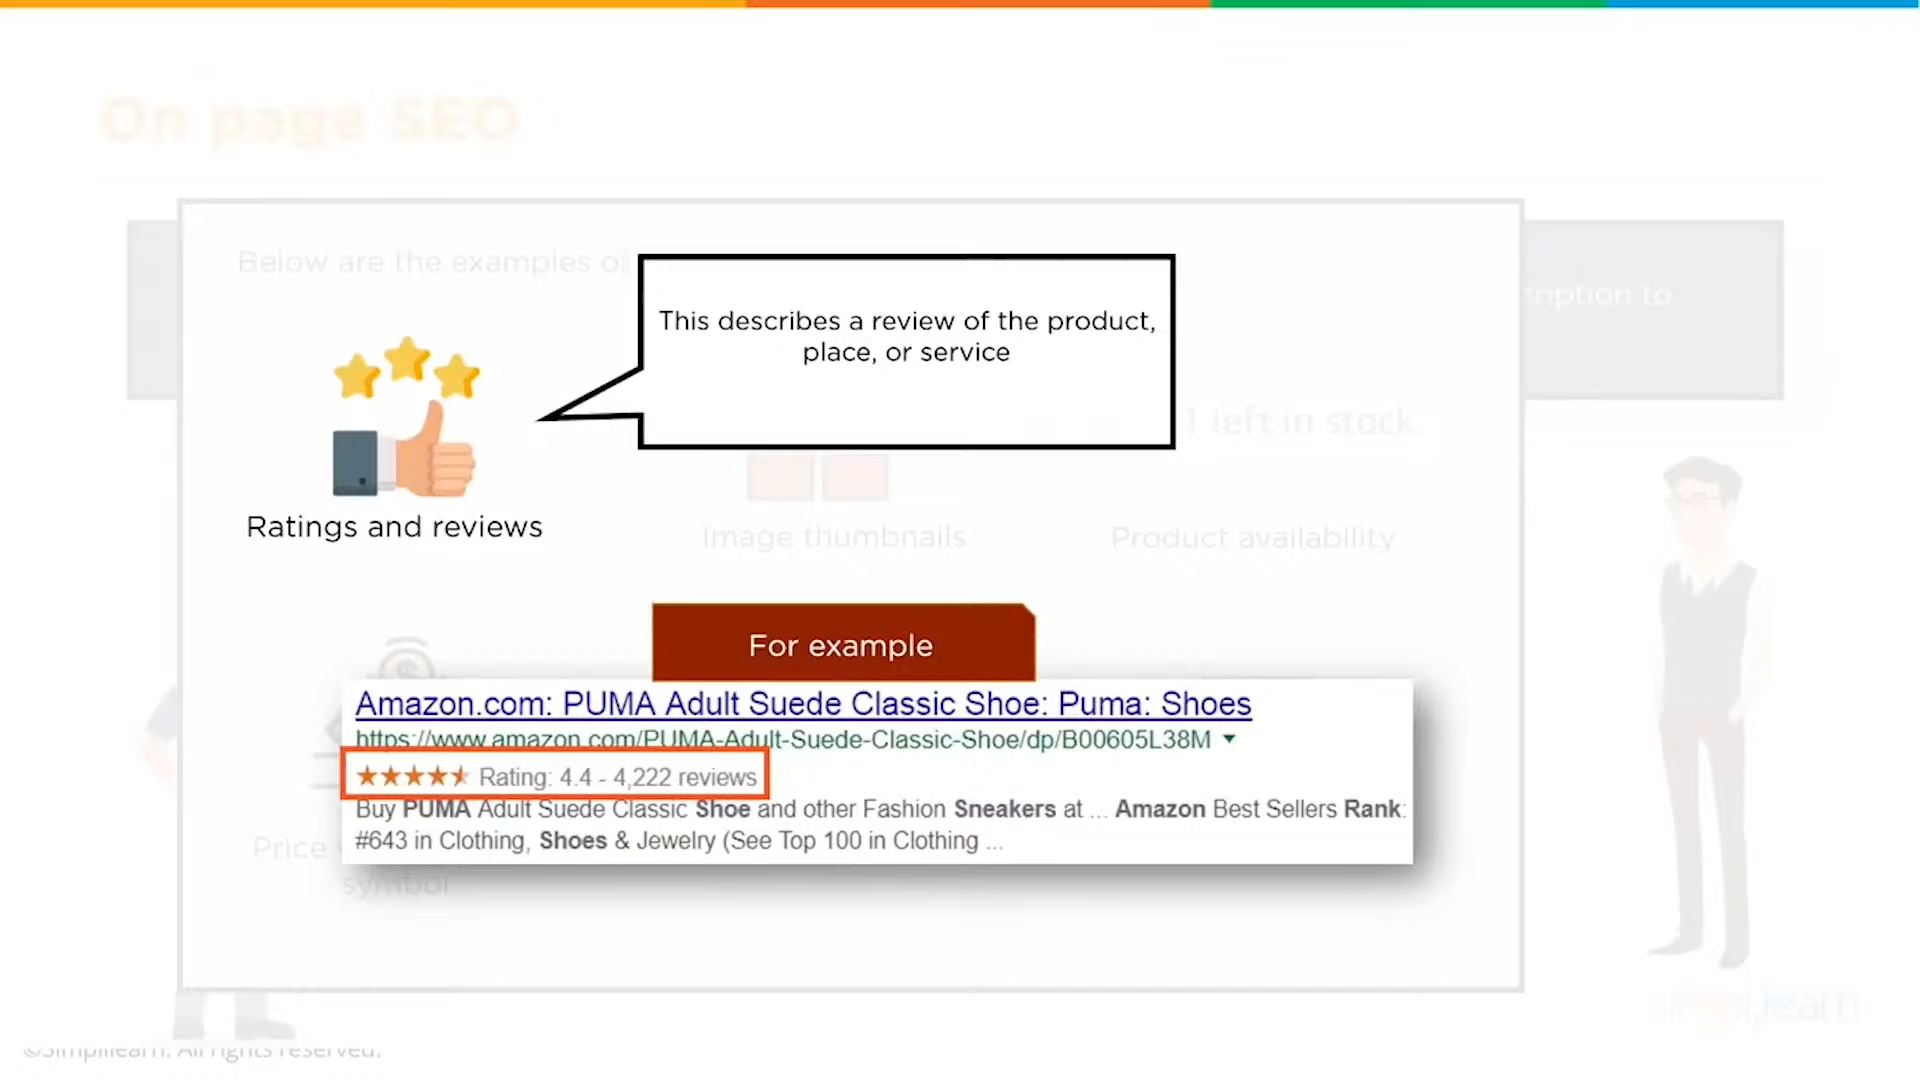 On page SEO
Below are the examples of
cription to
This describes a review of the product,
place, or service
1 left in stock
Ratings and reviews
Image thumbnails
Product availability
For example
Amazon.com: PUMA Adult Suede Classic Shoe: Puma: Shoes
https://www.amazon.com/PUMA-Adult-Suede-Classic-Shoe/dp/B00605L38M
Rating: 4.4 - 4,222 reviews
Buy PUMA Adult Suede Classic Shoe and other Fashion Sneakers at ... Amazon Best Sellers Rank:
#643 in Clothing, Shoes & Jewelry (See Top 100 in Clothing ...
Price
symbol
simplilearn
©Simplilearn. All rights reserved.